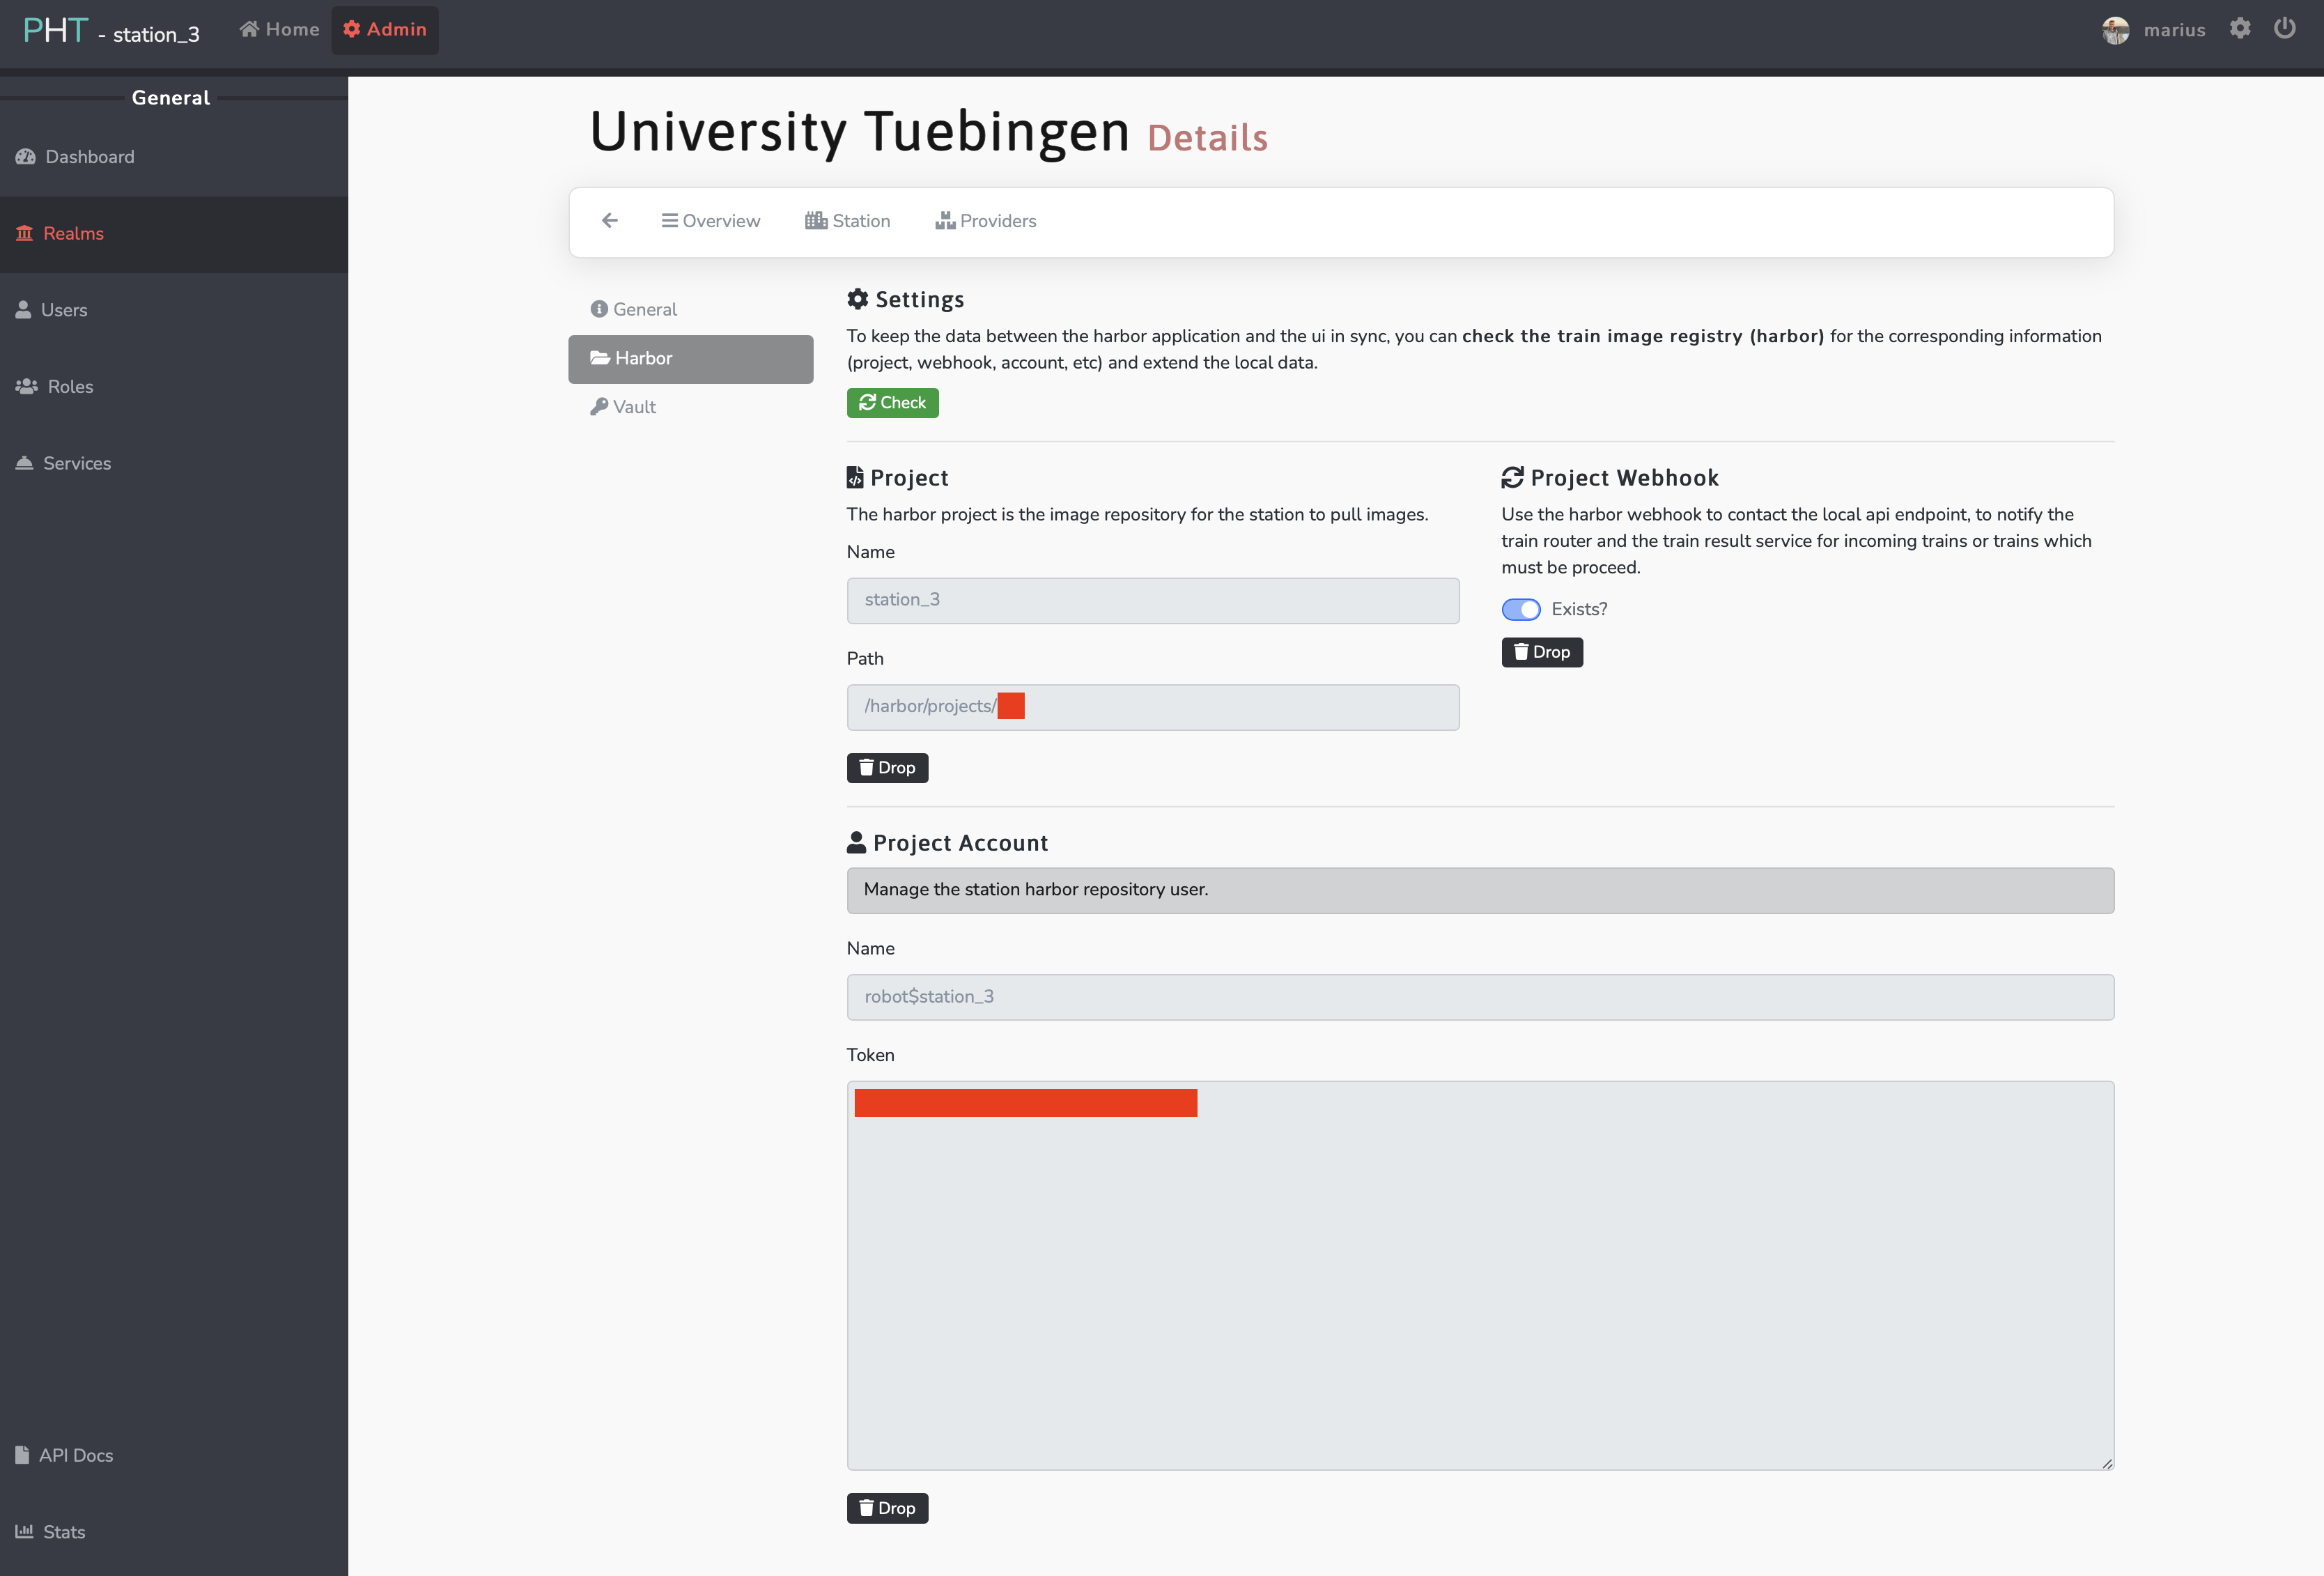 PHT - station_3
Home
Admin
marius
General
Dashboard
Realms
Users
Roles
Services
API Docs
Stats
University Tuebingen Details
Overview
Station
Providers
General
Harbor
Vault
Settings
To keep the data between the harbor application and the ui in sync, you can check the train image registry (harbor) for the corresponding information
(project, webhook, account, etc) and extend the local data.
Check
Project
The harbor project is the image repository for the station to pull images.
Name
station_3
Path
/harbor/projects/
Drop
Project Webhook
Use the harbor webhook to contact the local api endpoint, to notify the
train router and the train result service for incoming trains or trains which
must be proceed.
Exists?
Drop
Project Account
Manage the station harbor repository user.
Name
robot$station_3
Token
Drop